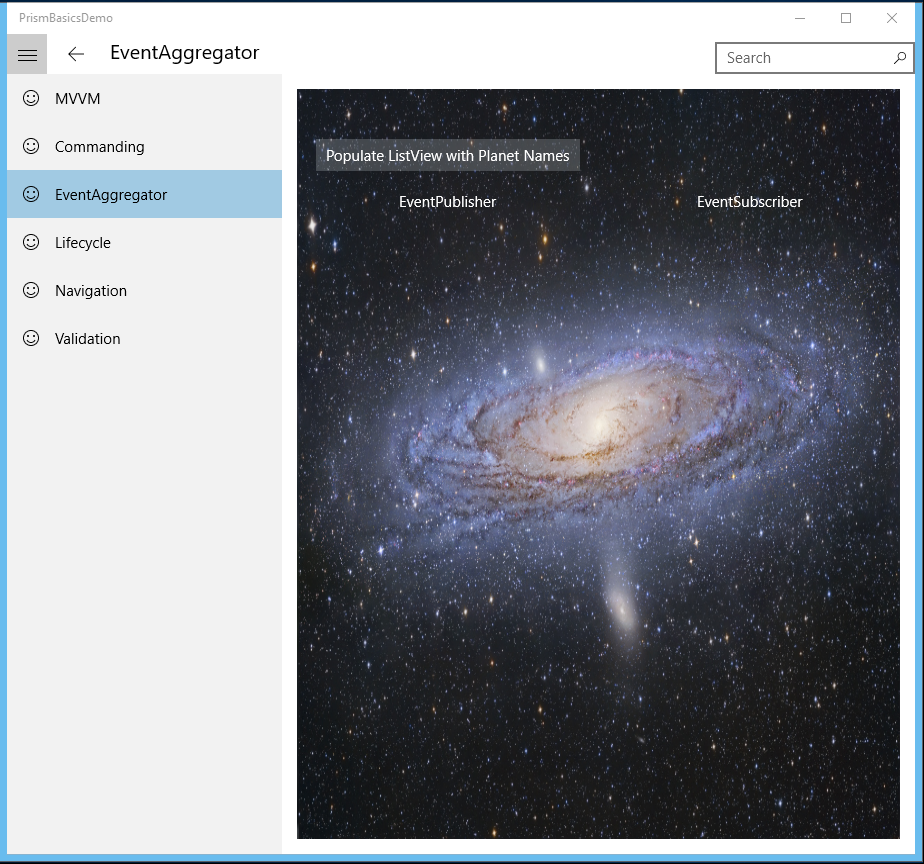 PrismBasicsDemo
EventAggregator
Search
MVVM
Commanding
EventAggregator
Lifecycle
Navigation
Validation
Populate ListView with Planet Names
EventPublisher
EventSubscriber